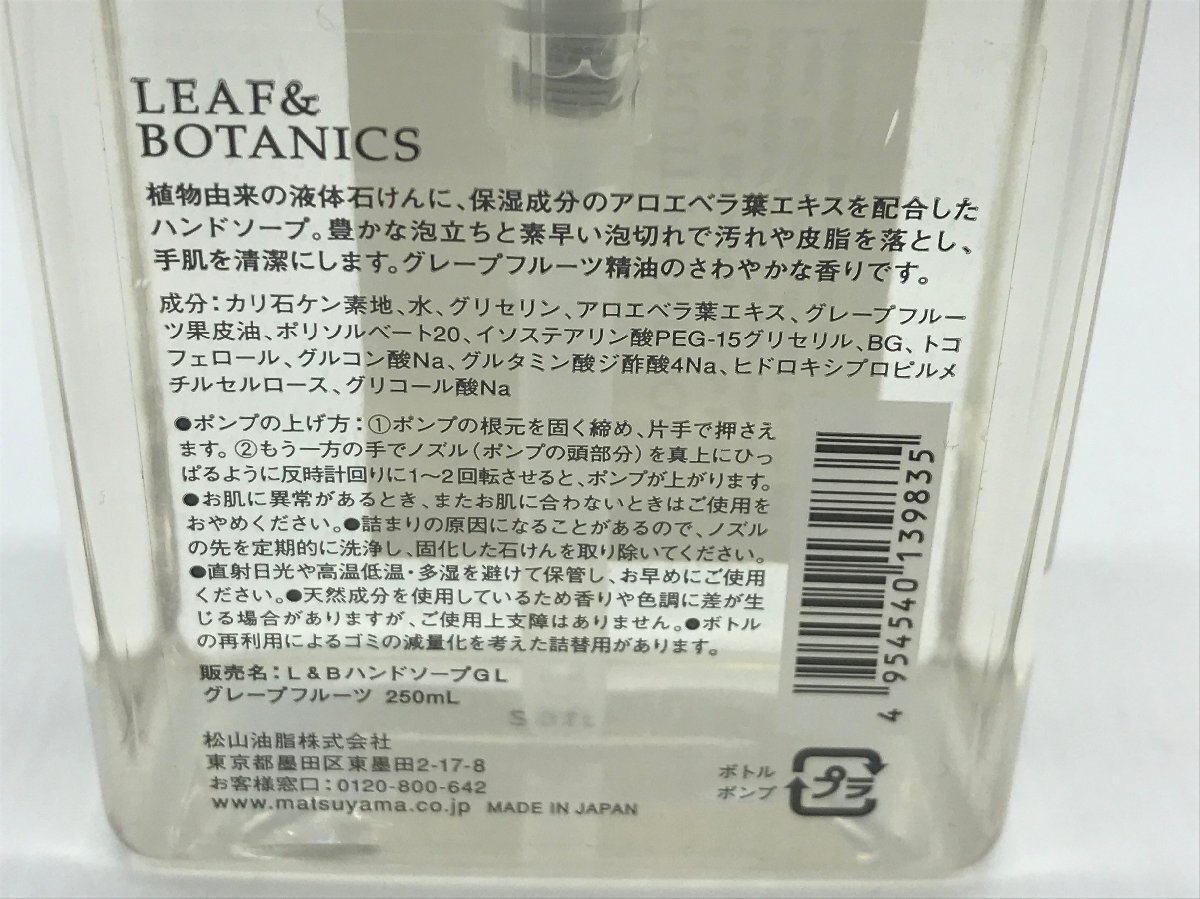 LEAF&
BOTANICS
植物由来の液体石けんに、保湿成分のアロエベラ葉エキスを配合した
ハンドソープ。豊かな泡立ちと素早い泡切れで汚れや皮脂を落とし、
手肌を清潔にします。グレープフルーツ精油のさわやかな香りです。
成分：カリ石ケン素地、水、グリセリン、アロエベラ葉エキス、グレープフルー
ツ果皮油、ポリソルベート20、イソステアリン酸PEG-15グリセリル、BG、トコ
フェロール、グルコン酸Na、グルタミン酸ジ酢酸4Na、ヒドロキシプロピルメ
チルセルロース、グリコール酸Na
●ポンプの上げ方：①ポンプの根元を固く締め、片手で押さえ
ます。②もう一方の手でノズル（ポンプの頭部分）を真上にひっ
ぱるように反時計回りに1～2回転させると、ポンプが上がります。
●お肌に異常があるとき、またお肌に合わないときはご使用を
おやめください。●詰まりの原因になることがあるので、ノズル
の先を定期的に洗浄し、固化した石けんを取り除いてください。
●直射日光や高温低温・多湿を避けて保管し、お早めにご使用
ください。●天然成分を使用しているため香りや色調に差が生
じる場合がありますが、ご使用上支障はありません。●ボトル
の再利用によるゴミの減量化を考えた詰替用があります。
販売名：L＆BハンドソープGL
グレープフルーツ 250mL
松山油脂株式会社
東京都墨田区東墨田2-17-8
お客様窓口：0120-800-642
www.matsuyama.co.jp MADE IN JAPAN
4 954540 139835
ボトル
ポンプ
プラ